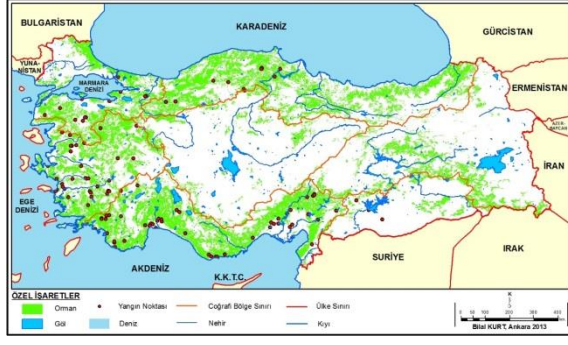 BULGARİSTAN
KARADENİZ
GÜRCİSTAN
YUNA-
NİSTAN
MARMARA
DENİZİ
ERMENİSTAN
İRAN
EGE
DENİZİ
AKDENİZ
K.K.T.C.
SURİYE
IRAK
ÖZEL İŞARETLER
Orman
Yangın Noktası
Coğrafi Bölge Sınırı
Ülke Sınırı
Göl
Deniz
Nehir
Kıyı
Bilal KURT, Ankara 2013